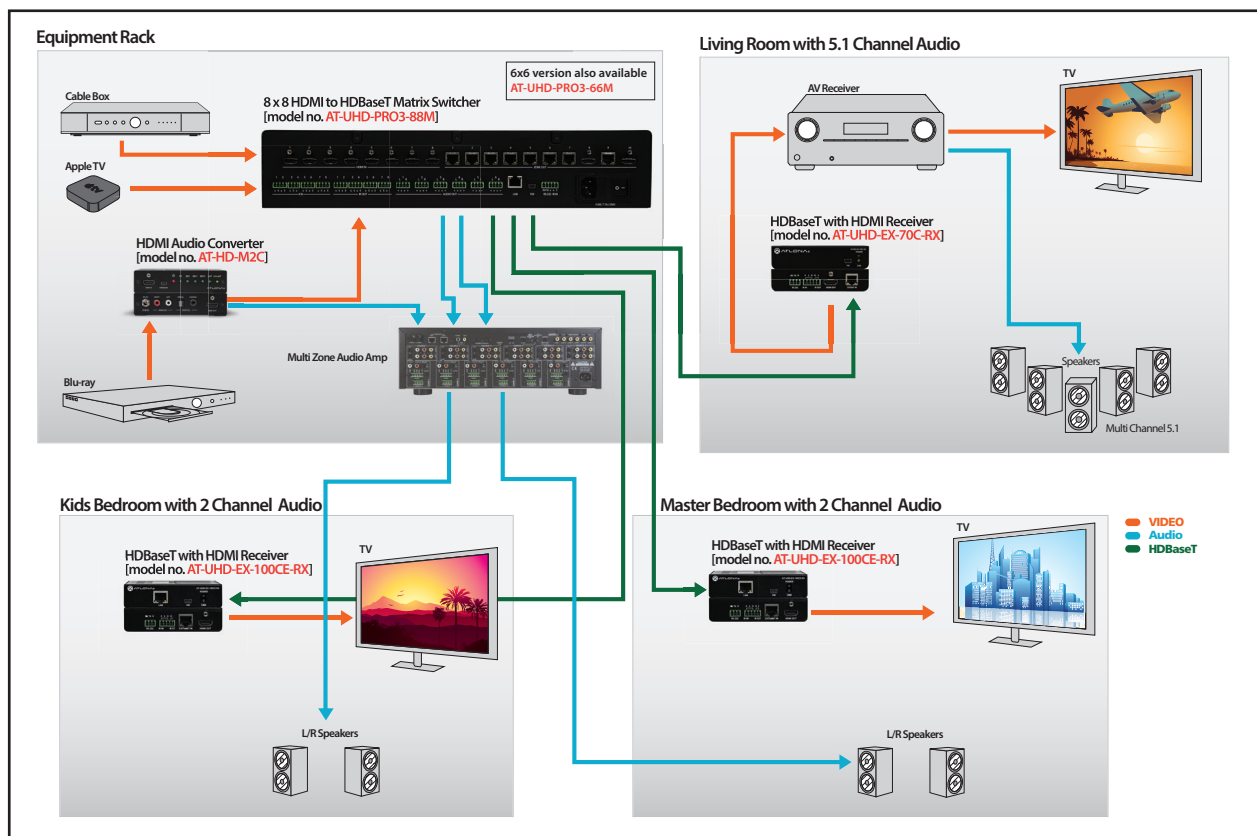 Equipment Rack
6x6 version also available
AT-UHD-PRO3-66M
Cable Box
8 x 8 HDMI to HDBaseT Matrix Switcher
[model no. AT-UHD-PRO3-88M]
Apple TV
HDMI Audio Converter
[model no. AT-HD-M2C]
Multi Zone Audio Amp
Blu-ray
Living Room with 5.1 Channel Audio
AV Receiver
TV
HDBaseT with HDMI Receiver
[model no. AT-UHD-EX-70C-RX]
Speakers
Multi Channel 5.1
Kids Bedroom with 2 Channel Audio
TV
HDBaseT with HDMI Receiver
[model no. AT-UHD-EX-100CE-RX]
L/R Speakers
Master Bedroom with 2 Channel Audio
TV
HDBaseT with HDMI Receiver
[model no. AT-UHD-EX-100CE-RX]
L/R Speakers
VIDEO
Audio
HDBaseT